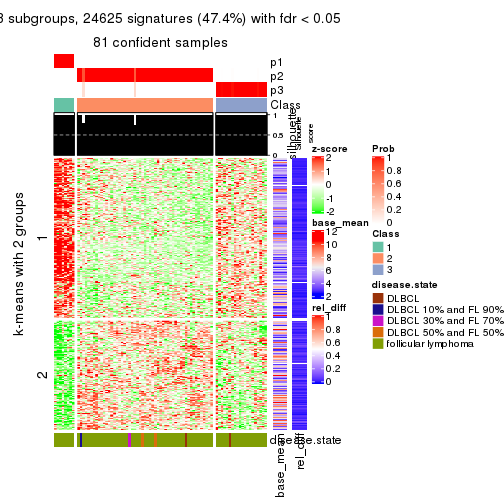 3 subgroups, 24625 signatures (47.4%) with fdr < 0.05
81 confident samples
p1
p2
p3
Class
1
0.5
0
silhouette
score
k-means with 2 groups
1
2
disease.state
base_mean
rel_diff
z-score
2
1
0
-1
-2
base_mean
12
10
8
6
4
2
rel_diff
1
0.8
0.6
0.4
0.2
0
Prob
1
0.8
0.6
0.4
0.2
0
Class
1
2
3
disease.state
DLBCL
DLBCL 10% and FL 90%
DLBCL 30% and FL 70%
DLBCL 50% and FL 50%
follicular lymphoma